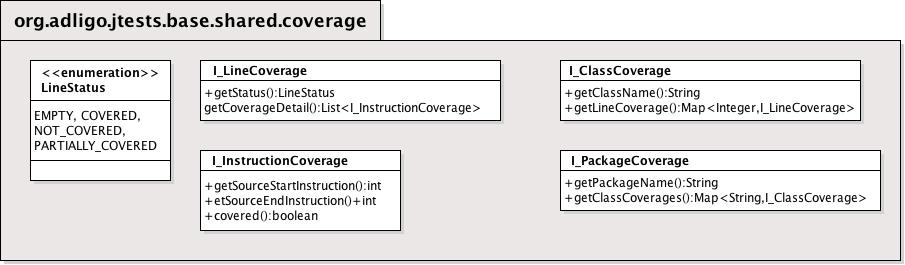 org.adligo.jtests.base.shared.coverage
<<enumeration>>
LineStatus
EMPTY, COVERED,
NOT_COVERED,
PARTIALLY_COVERED
I_LineCoverage
+getStatus():LineStatus
getCoverageDetail():List<I_InstructionCoverage>
I_ClassCoverage
+getClassName():String
+getLineCoverage():Map<Integer,I_LineCoverage>
I_InstructionCoverage
+getSourceStartInstruction():int
+etSourceEndInstruction()+int
+covered():boolean
I_PackageCoverage
+getPackageName():String
+getClassCoverages():Map<String,I_ClassCoverage>